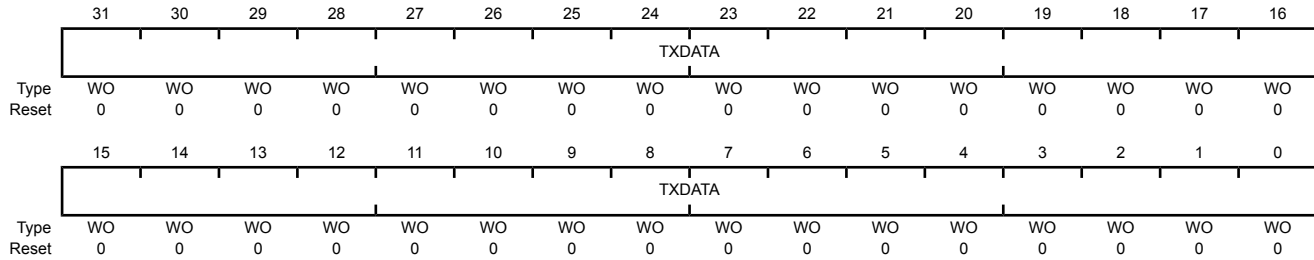 31 30 29 28 27 26 25 24 23 22 21 20 19 18 17 16
TXDATA
Type WO WO WO WO WO WO WO WO WO WO WO WO WO WO WO WO
Reset 0 0 0 0 0 0 0 0 0 0 0 0 0 0 0 0
15 14 13 12 11 10 9 8 7 6 5 4 3 2 1 0
TXDATA
Type WO WO WO WO WO WO WO WO WO WO WO WO WO WO WO WO
Reset 0 0 0 0 0 0 0 0 0 0 0 0 0 0 0 0